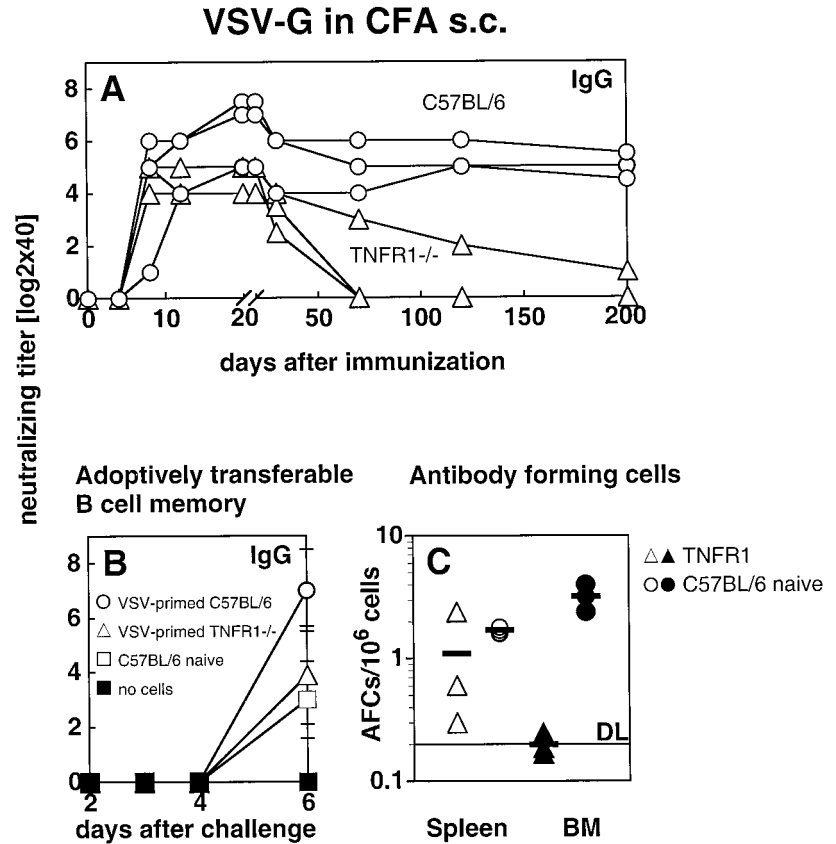 VSV-G in CFA s.c.
neutralizing titer [log2x40]
A
IgG
C57BL/6
TNFR1-/-
8
6
4
2
0
0 10 20 50 100 150 200
days after immunization
Adoptively transferable
B cell memory
B
IgG
8
6
4
2
0
VSV-primed C57BL/6
VSV-primed TNFR1-/-
C57BL/6 naive
no cells
2 4 6
days after challenge
Antibody forming cells
C
AFCs/10⁶ cells
10
1
0.1
DL
Spleen BM
TNFR1
C57BL/6 naive